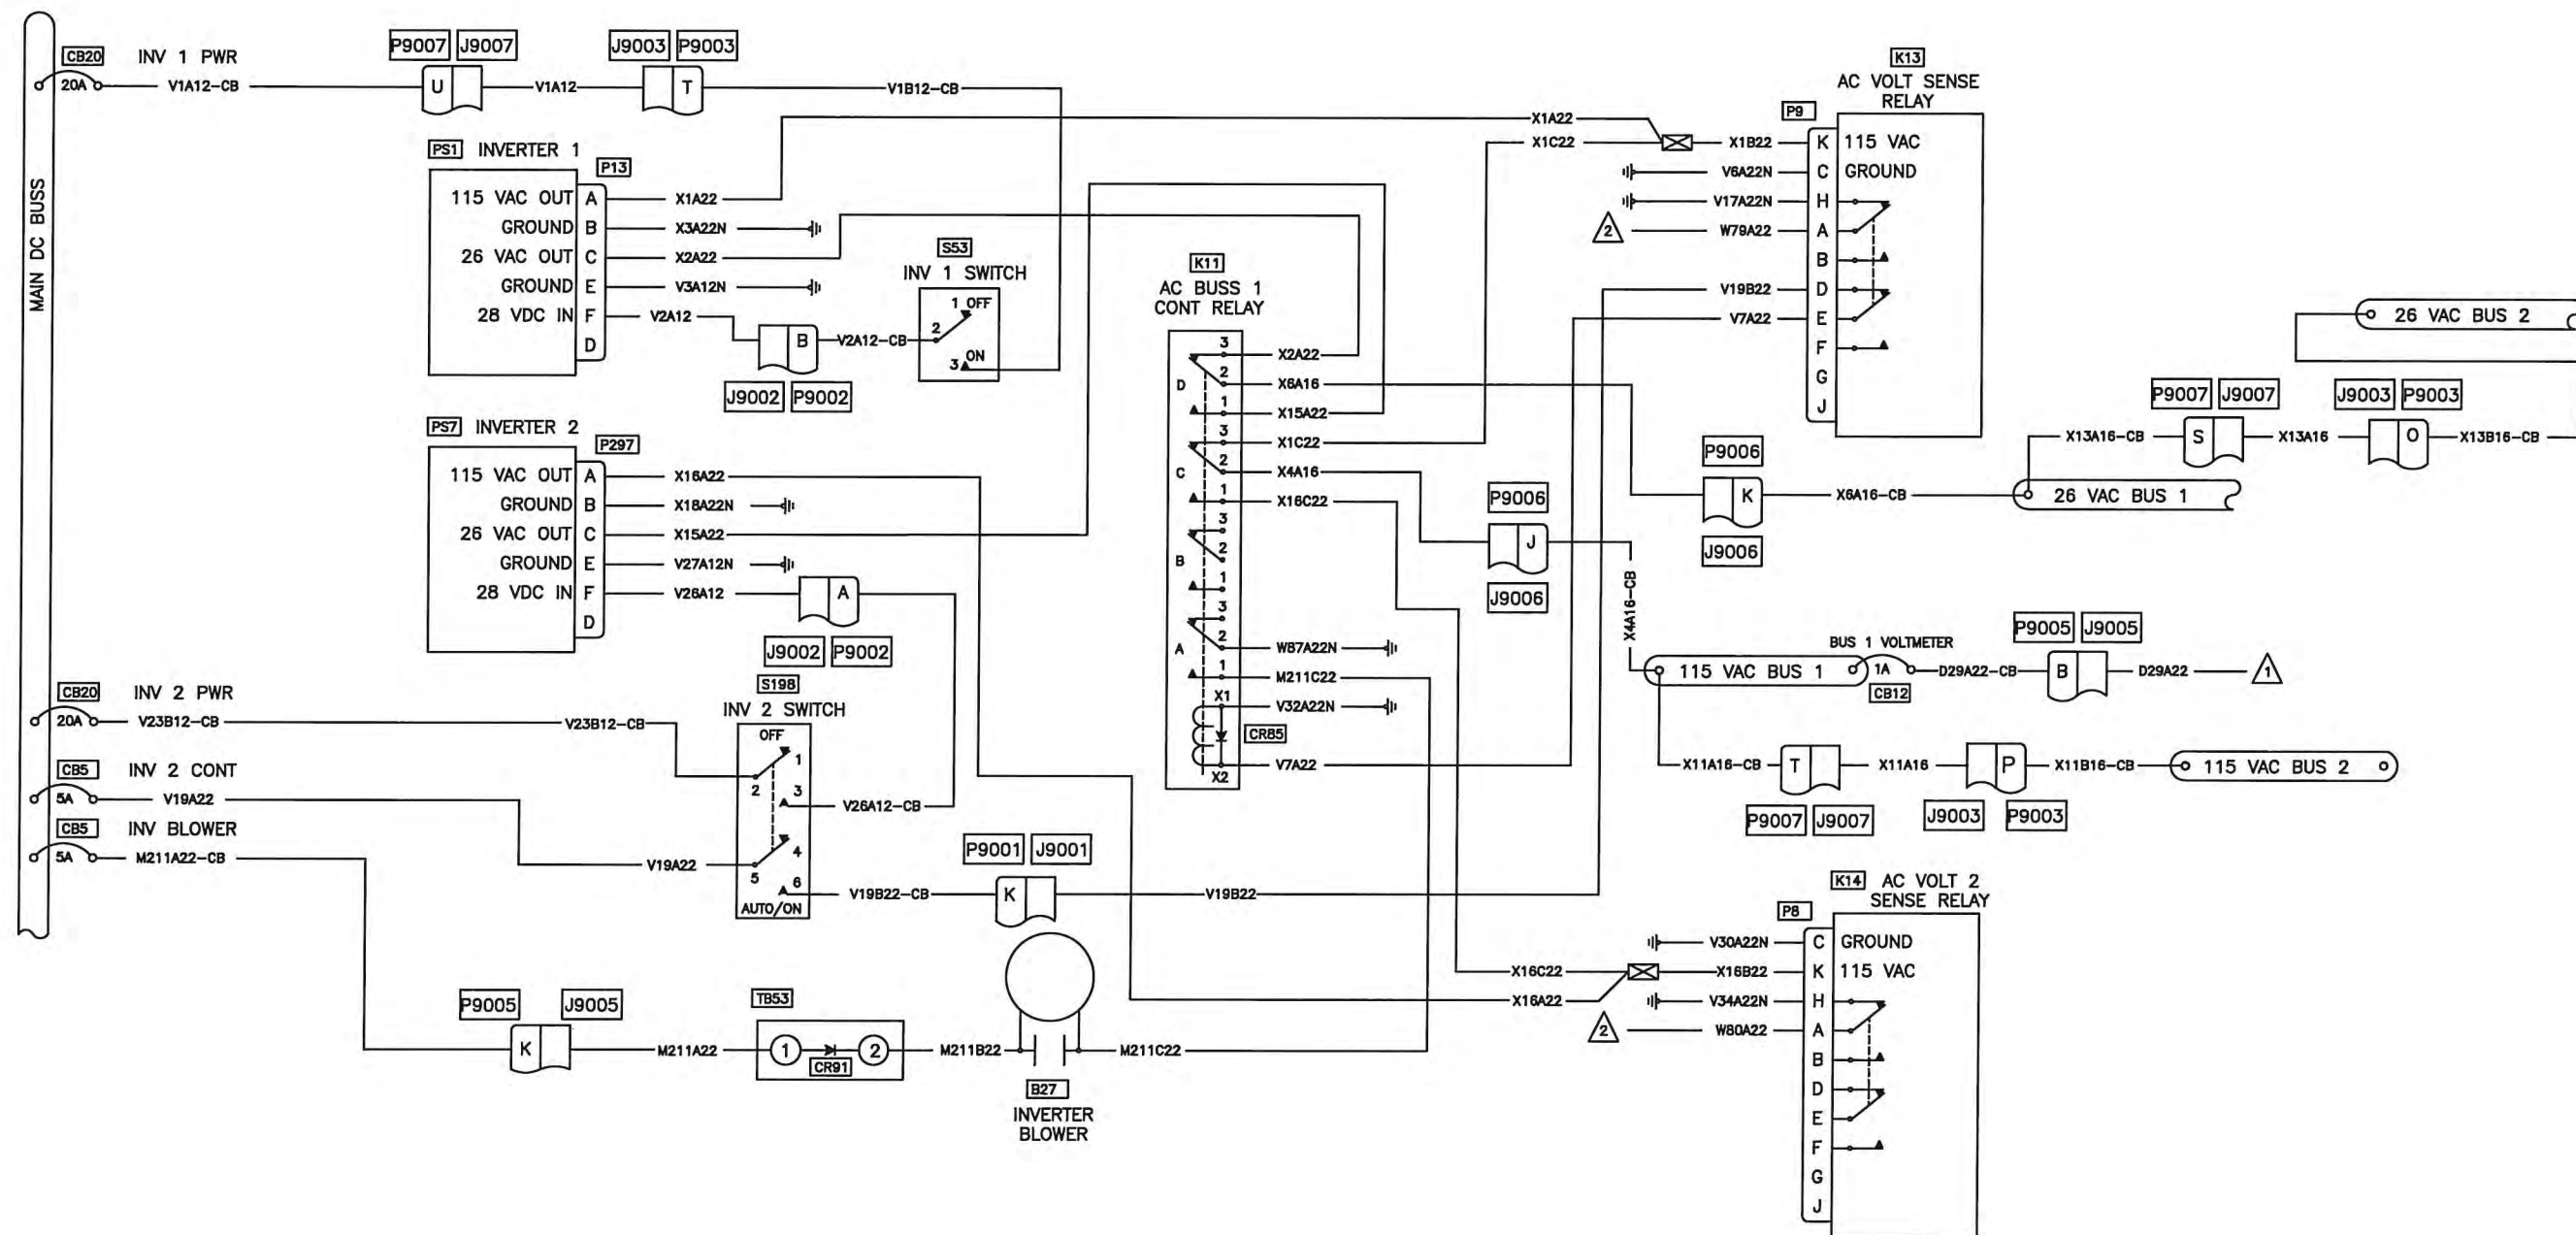 MAIN DC BUSS
CB20 INV 1 PWR
20A V1A12-CB
P9007 J9007
U
V1A12
J9003 P9003
T
V1B12-CB
PS1 INVERTER 1
P13
115 VAC OUT A X1A22
GROUND B X3A22N
26 VAC OUT C X2A22
GROUND E V3A12N
28 VDC IN F V2A12
D
B
V2A12-CB
J9002 P9002
S53
INV 1 SWITCH
1 OFF
2
3 ON
PS7 INVERTER 2
P297
115 VAC OUT A X16A22
GROUND B X18A22N
26 VAC OUT C X15A22
GROUND E V27A12N
28 VDC IN F V26A12
D
A
J9002 P9002
CB20 INV 2 PWR
20A V23B12-CB V23B12-CB
CB5 INV 2 CONT
5A V19A22 V19A22
CB5 INV BLOWER
5A M211A22-CB
S198
INV 2 SWITCH
OFF
1
2
3
V26A12-CB
4
5
6
AUTO/ON
V19B22-CB
P9001 J9001
K
V19B22
P9005 J9005
K
M211A22
TB53
1 2
CR91
M211B22
M211C22
B27
INVERTER
BLOWER
K11
AC BUSS 1
CONT RELAY
3 X2A22
D 2 X6A16
1 X15A22
3 X1C22
C 2 X4A16
1 X16C22
3
B 2
1
3
A 2 W87A22N
1 M211C22
X1 V32A22N
CR85
X2 V7A22
X1A22
X1C22
X1B22
K13
AC VOLT SENSE
RELAY
P9
K 115 VAC
V6A22N C GROUND
V17A22N H
2 W79A22 A
B
V19B22 D
V7A22 E
F
G
J
P9006
J
J9006
X4A16-CB
P9006
K
J9006
X6A16-CB
26 VAC BUS 1
X13A16-CB
P9007 J9007
S
X13A16
J9003 P9003
O
X13B16-CB
26 VAC BUS 2
115 VAC BUS 1
BUS 1 VOLTMETER
1A
CB12
D29A22-CB
P9005 J9005
B
D29A22
1
X11A16-CB
T
P9007 J9007
X11A16
P
J9003 P9003
X11B16-CB
115 VAC BUS 2
K14 AC VOLT 2
SENSE RELAY
P8
V30A22N C GROUND
X16C22
X16B22 K 115 VAC
X16A22
V34A22N H
2 W80A22 A
B
D
E
F
G
J